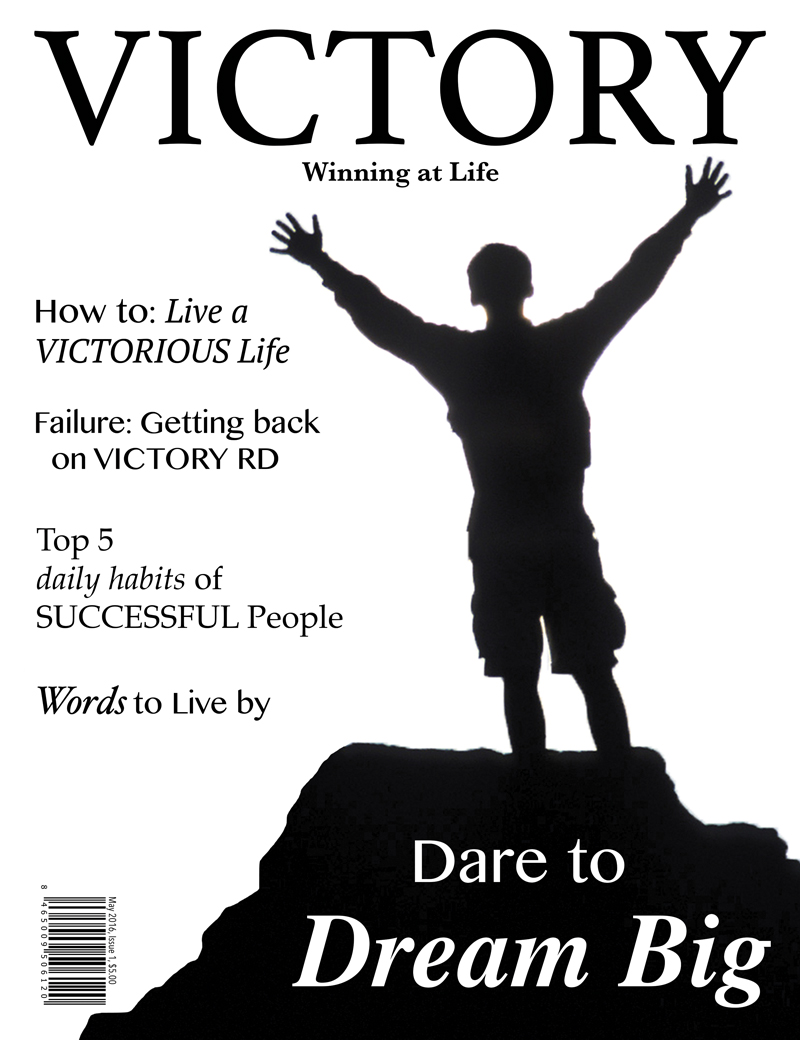 VICTORY
Winning at Life
How to: Live a
VICTORIOUS Life
Failure: Getting back
on VICTORY RD
Top 5
daily habits of
SUCCESSFUL People
Words to Live by
Dare to
Dream Big
May 2016, Issue 1, $5.00
8 465009 506120